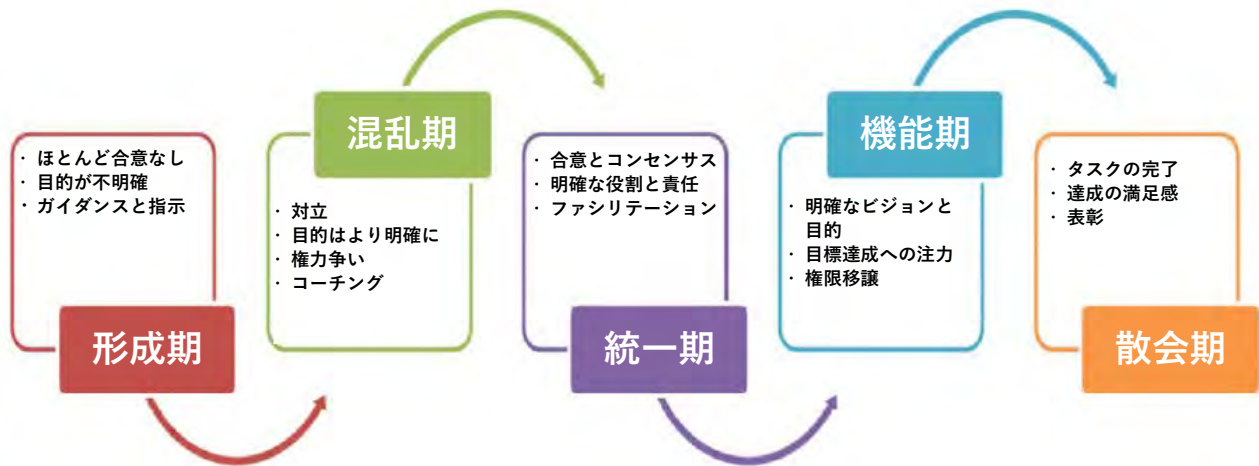 形成期
・ ほとんど合意なし
・ 目的が不明確
・ ガイダンスと指示
混乱期
・ 対立
・ 目的はより明確に
・ 権力争い
・ コーチング
統一期
・ 合意とコンセンサス
・ 明確な役割と責任
・ ファシリテーション
機能期
・ 明確なビジョンと
目的
・ 目標達成への注力
・ 権限移譲
散会期
・ タスクの完了
・ 達成の満足感
・ 表彰